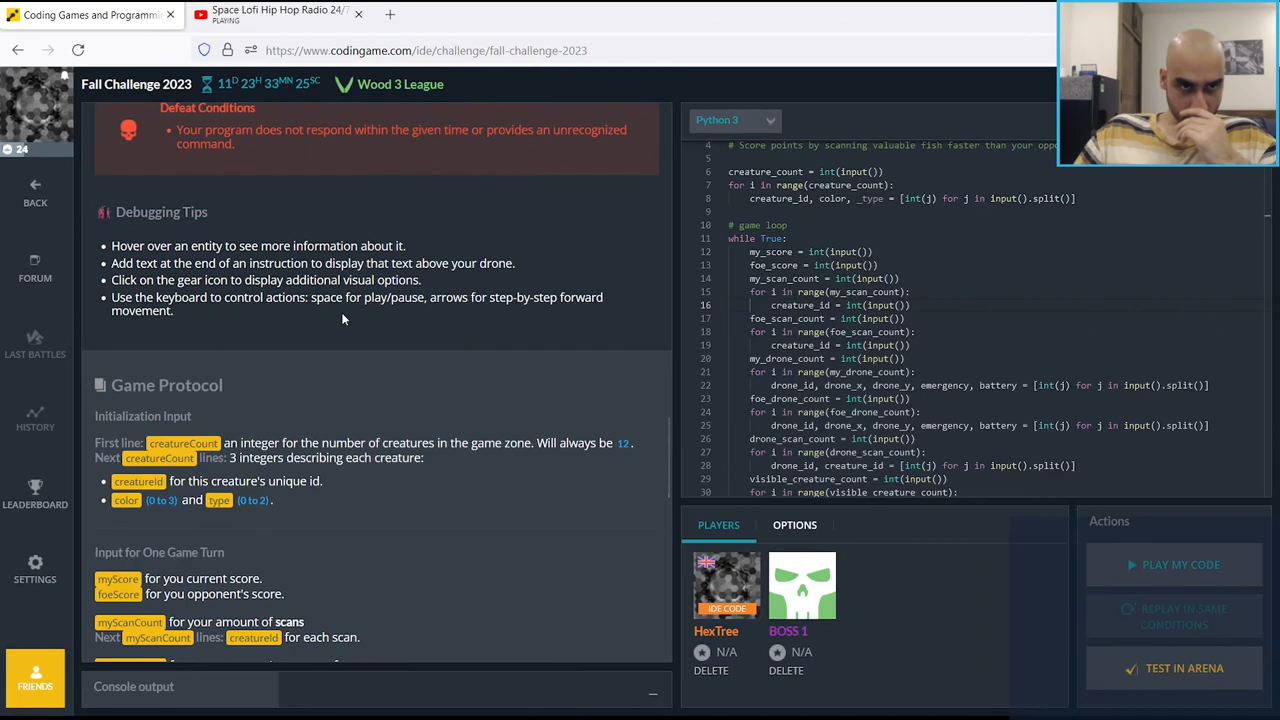 Coding Games and Programmin
Space Lofi Hip Hop Radio 24/7
PLAYING
https://www.codingame.com/ide/challenge/fall-challenge-2023
Fall Challenge 2023
11D 23H 33MN 25SC
Wood 3 League
24
BACK
FORUM
LAST BATTLES
HISTORY
LEADERBOARD
SETTINGS
FRIENDS
Defeat Conditions
Your program does not respond within the given time or provides an unrecognized
command.
Debugging Tips
Hover over an entity to see more information about it.
Add text at the end of an instruction to display that text above your drone.
Click on the gear icon to display additional visual options.
Use the keyboard to control actions: space for play/pause, arrows for step-by-step forward
movement.
Game Protocol
Initialization Input
First line: creatureCount an integer for the number of creatures in the game zone. Will always be 12.
Next creatureCount lines: 3 integers describing each creature:
creatureId for this creature's unique id.
color (0 to 3) and type (0 to 2).
Input for One Game Turn
myScore for you current score.
foeScore for you opponent's score.
myScanCount for your amount of scans
Next myScanCount lines: creatureId for each scan.
Console output
Python 3
4 # Score points by scanning valuable fish faster than your oppo
5
6 creature_count = int(input())
7 for i in range(creature_count):
8 creature_id, color, _type = [int(j) for j in input().split()]
9
10 # game loop
11 while True:
12 my_score = int(input())
13 foe_score = int(input())
14 my_scan_count = int(input())
15 for i in range(my_scan_count):
16 creature_id = int(input())
17 foe_scan_count = int(input())
18 for i in range(foe_scan_count):
19 creature_id = int(input())
20 my_drone_count = int(input())
21 for i in range(my_drone_count):
22 drone_id, drone_x, drone_y, emergency, battery = [int(j) for j in input().split()]
23 foe_drone_count = int(input())
24 for i in range(foe_drone_count):
25 drone_id, drone_x, drone_y, emergency, battery = [int(j) for j in input().split()]
26 drone_scan_count = int(input())
27 for i in range(drone_scan_count):
28 drone_id, creature_id = [int(j) for j in input().split()]
29 visible_creature_count = int(input())
30 for i in range(visible_creature_count):
PLAYERS
OPTIONS
IDE CODE
HexTree
N/A
DELETE
BOSS 1
N/A
DELETE
Actions
PLAY MY CODE
REPLAY IN SAME
CONDITIONS
TEST IN ARENA